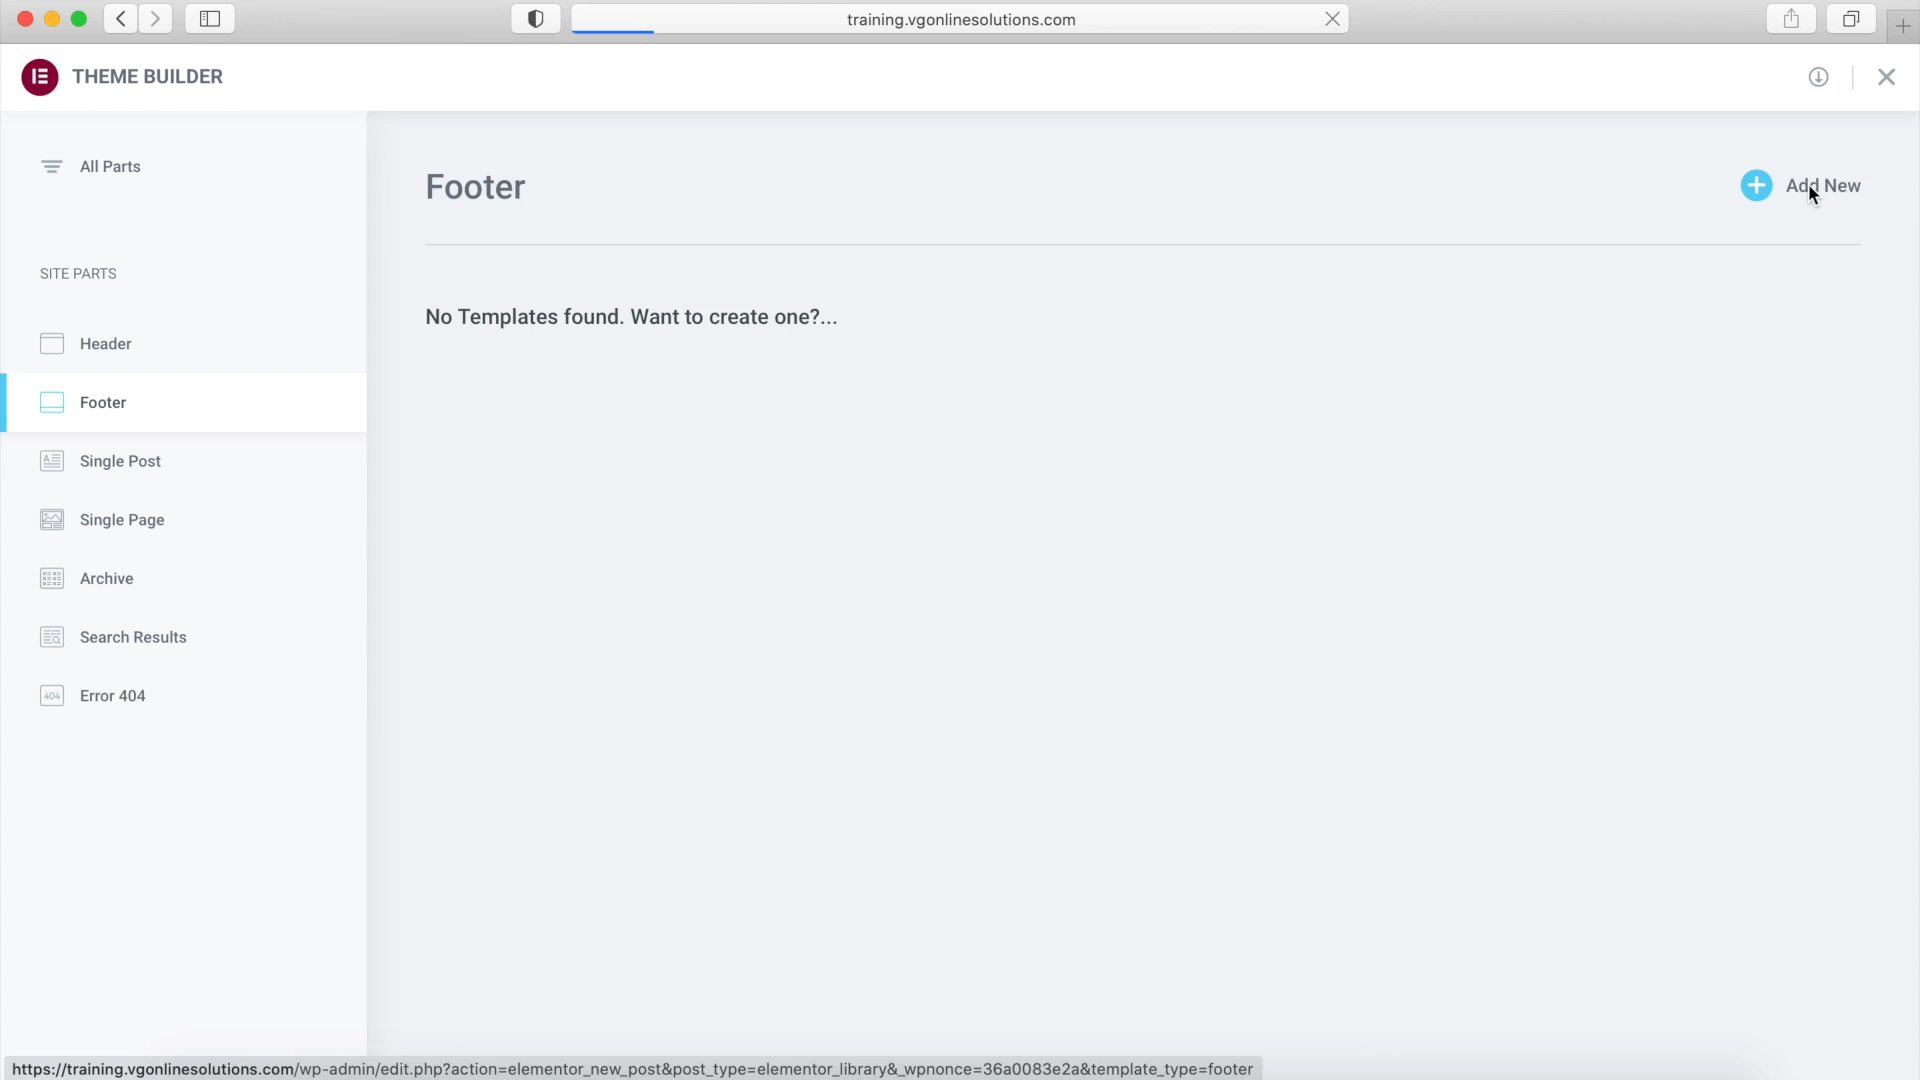 training.vgonlinesolutions.com
THEME BUILDER
All Parts
SITE PARTS
Header
Footer
Single Post
Single Page
Archive
Search Results
404
Error 404
Footer
Add New
No Templates found. Want to create one?...
https://training.vgonlinesolutions.com/wp-admin/edit.php?action=elementor_new_post&post_type=elementor_library&_wpnonce=36a0083e2a&template_type=footer